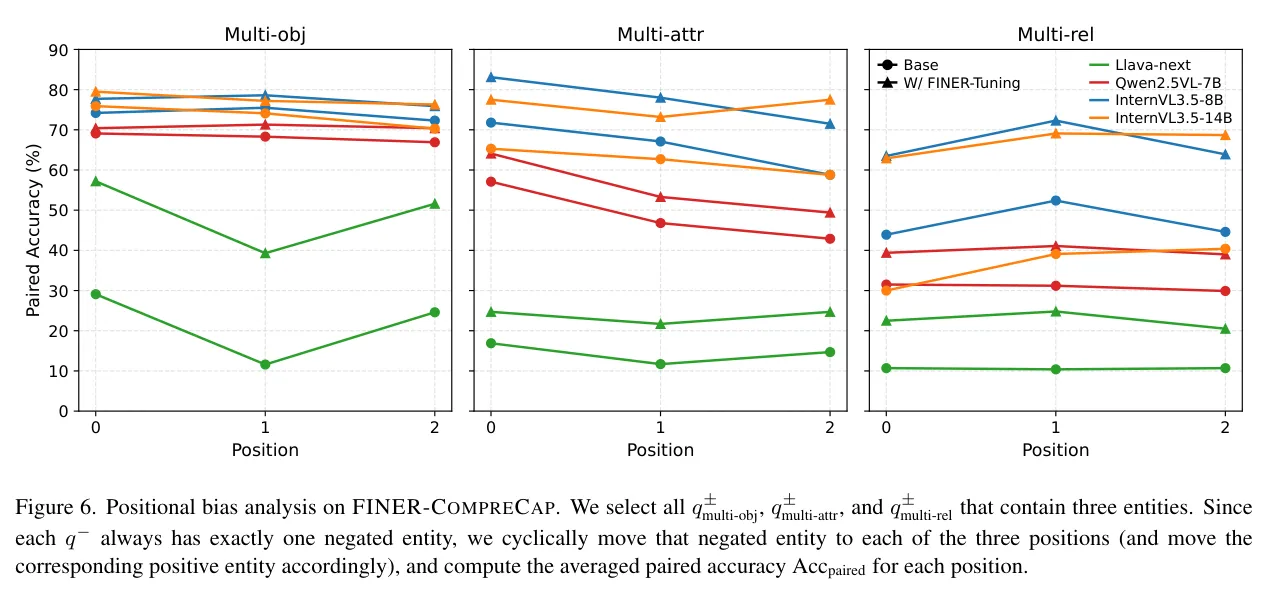 Multi-obj
Multi-attr
Multi-rel
Paired Accuracy (%)
90
80
70
60
50
40
30
20
10
0
Base
W/ FINER-Tuning
Llava-next
Qwen2.5VL-7B
InternVL3.5-8B
InternVL3.5-14B
0 1 2
0 1 2
0 1 2
Position
Position
Position
Figure 6. Positional bias analysis on FINER-COMPRECAP. We select all q±multi-obj, q±multi-attr, and q±multi-rel that contain three entities. Since
each q− always has exactly one negated entity, we cyclically move that negated entity to each of the three positions (and move the
corresponding positive entity accordingly), and compute the averaged paired accuracy Accpaired for each position.